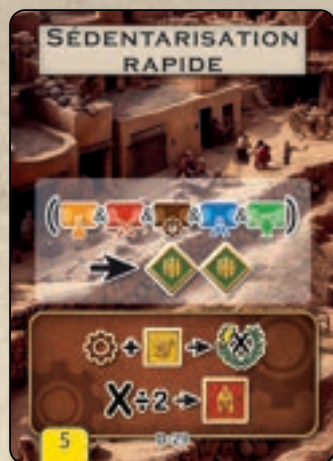 SÉDENTARISATION
RAPIDE
(&&&&)
+ X
X÷2
5